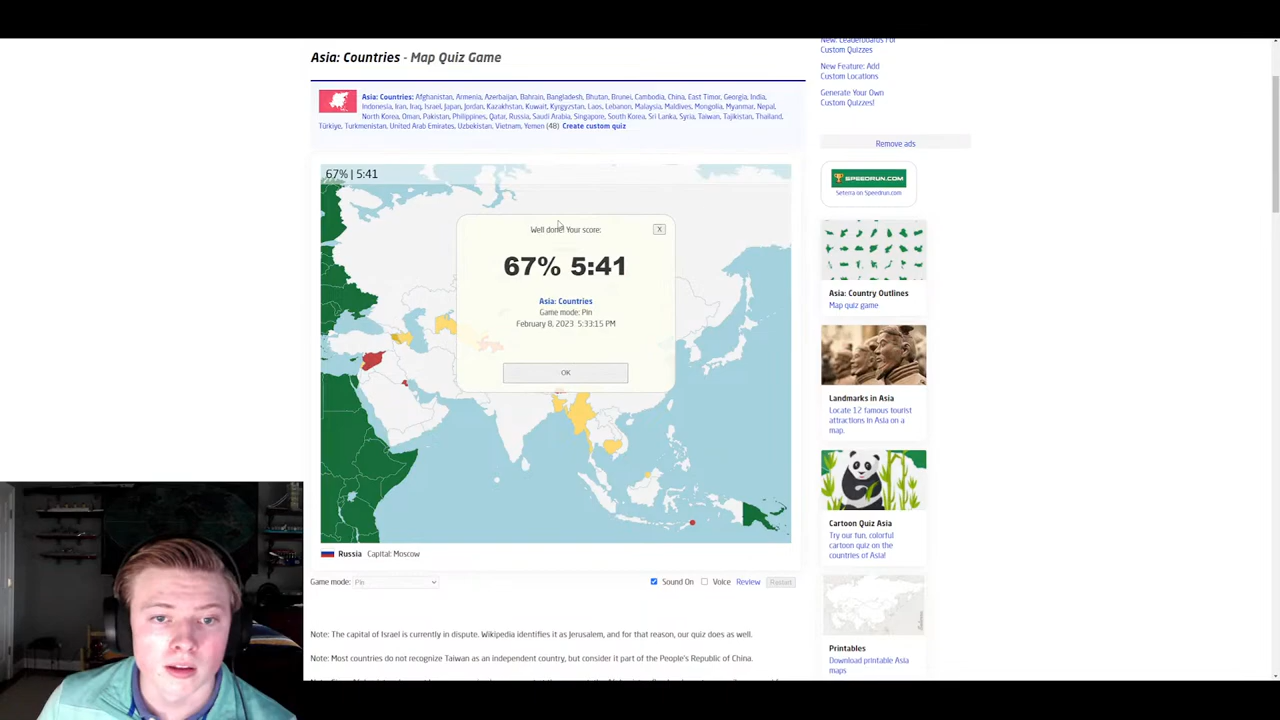 New: Leaderboards For
Custom Quizzes
New Feature: Add
Custom Locations
Generate Your Own
Custom Quizzes!
Remove ads
Asia: Countries - Map Quiz Game
Asia: Countries: Afghanistan, Armenia, Azerbaijan, Bahrain, Bangladesh, Bhutan, Brunei, Cambodia, China, East Timor, Georgia, India,
Indonesia, Iran, Iraq, Israel, Japan, Jordan, Kazakhstan, Kuwait, Kyrgyzstan, Laos, Lebanon, Malaysia, Maldives, Mongolia, Myanmar, Nepal,
North Korea, Oman, Pakistan, Philippines, Qatar, Russia, Saudi Arabia, Singapore, South Korea, Sri Lanka, Syria, Taiwan, Tajikistan, Thailand,
Türkiye, Turkmenistan, United Arab Emirates, Uzbekistan, Vietnam, Yemen (48) Create custom quiz
67% | 5:41
Well done! Your score:
X
67% 5:41
Asia: Countries
Game mode: Pin
February 8, 2023 5:33:15 PM
OK
Russia Capital: Moscow
Game mode: Pin
Sound On Voice Review Restart
Note: The capital of Israel is currently in dispute. Wikipedia identifies it as Jerusalem, and for that reason, our quiz does as well.
Note: Most countries do not recognize Taiwan as an independent country, but consider it part of the People's Republic of China.
SPEEDRUN.COM
Seterra on Speedrun.com
Asia: Country Outlines
Map quiz game
Landmarks in Asia
Locate 12 famous tourist
attractions in Asia on a
map.
Cartoon Quiz Asia
Try our fun, colorful
cartoon quiz on the
countries of Asia!
Printables
Download printable Asia
maps